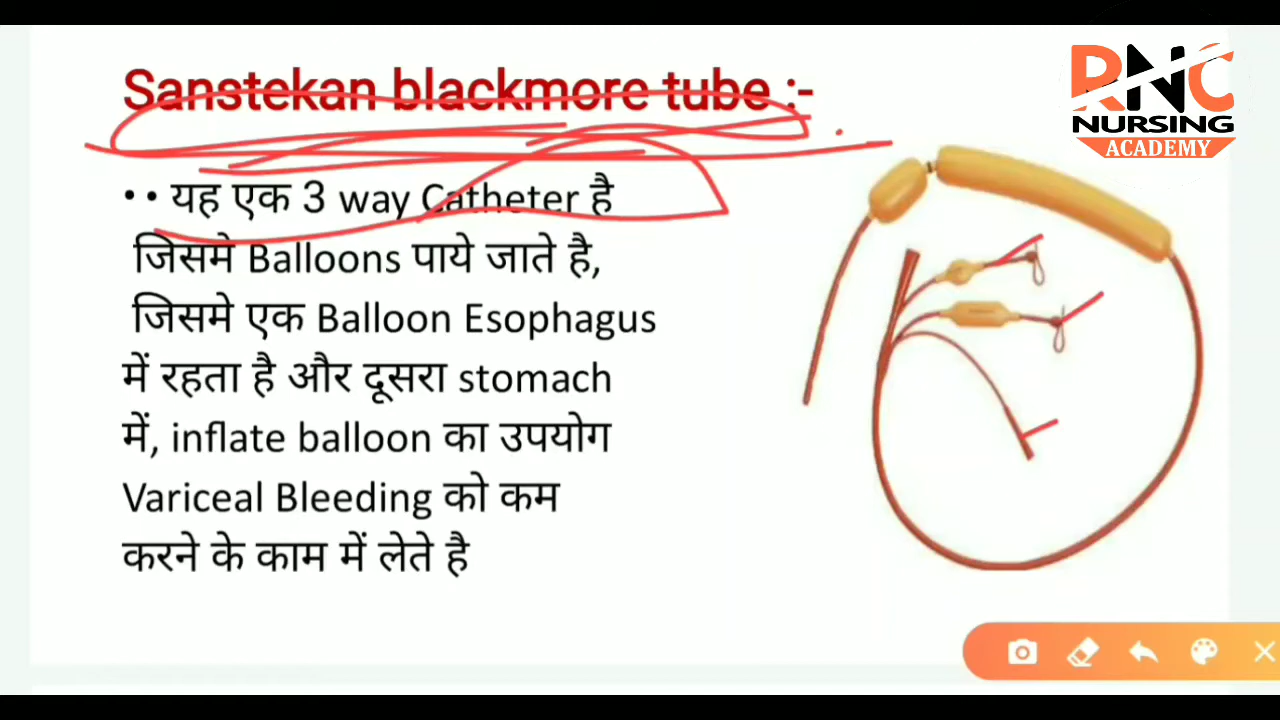 Sanstekan blackmore tube :-
RNC
NURSING
ACADEMY
• • यह एक 3 way Catheter है
जिसमे Balloons पाये जाते है,
जिसमे एक Balloon Esophagus
में रहता है और दूसरा stomach
में, inflate balloon का उपयोग
Variceal Bleeding को कम
करने के काम में लेते है